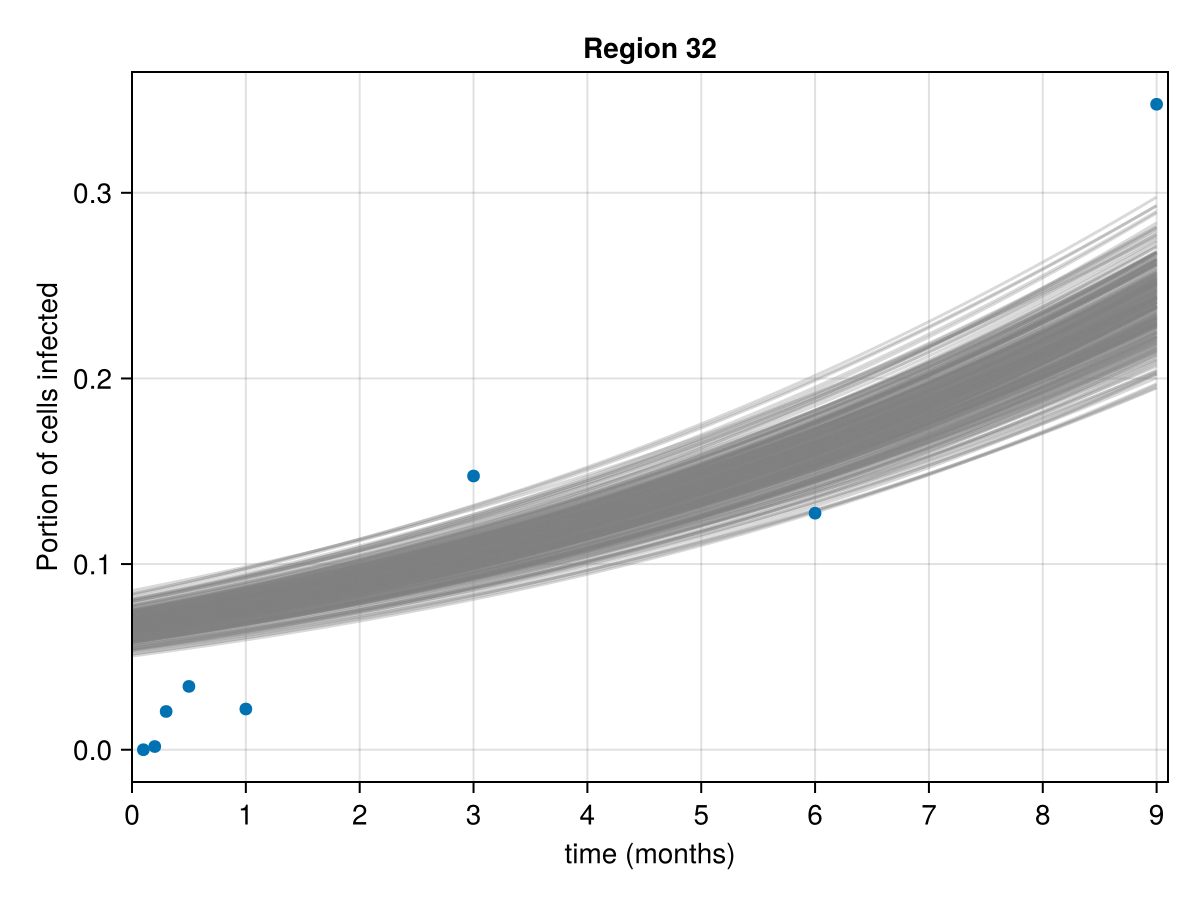 Region 32
Portion of cells infected
0.3
0.2
0.1
0.0
0 1 2 3 4 5 6 7 8 9
time (months)